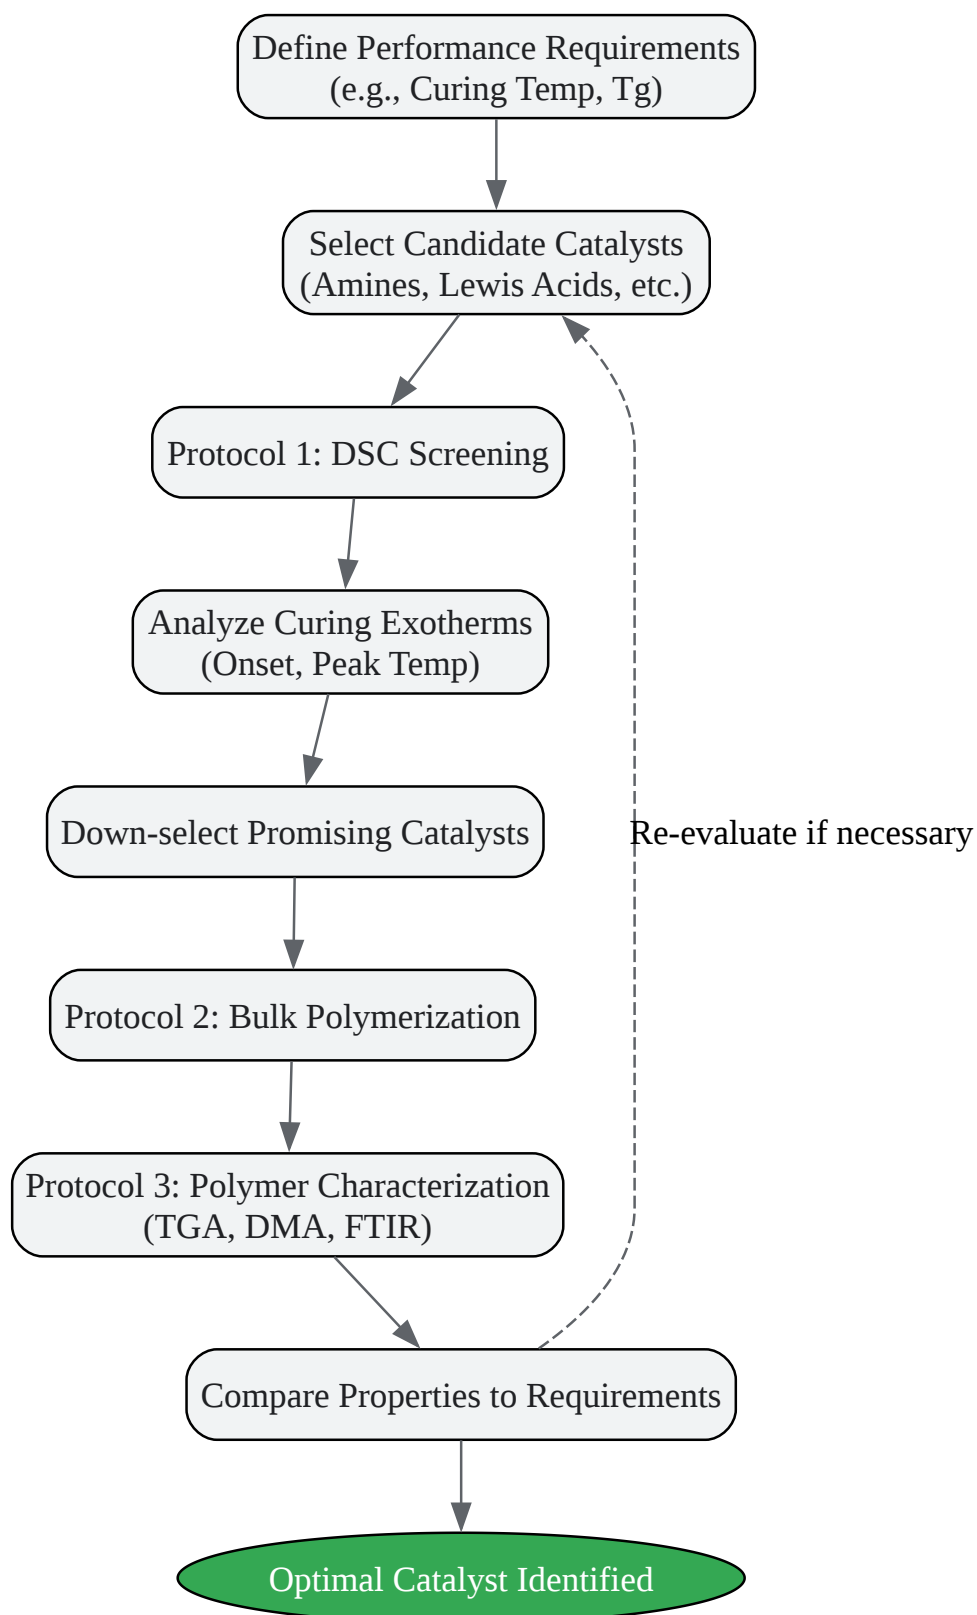 Define Performance Requirements
(e.g., Curing Temp, Tg)
Select Candidate Catalysts
(Amines, Lewis Acids, etc.)
Protocol 1: DSC Screening
Analyze Curing Exotherms
(Onset, Peak Temp)
Down-select Promising Catalysts
Re-evaluate if necessary
Protocol 2: Bulk Polymerization
Protocol 3: Polymer Characterization
(TGA, DMA, FTIR)
Compare Properties to Requirements
Optimal Catalyst Identified